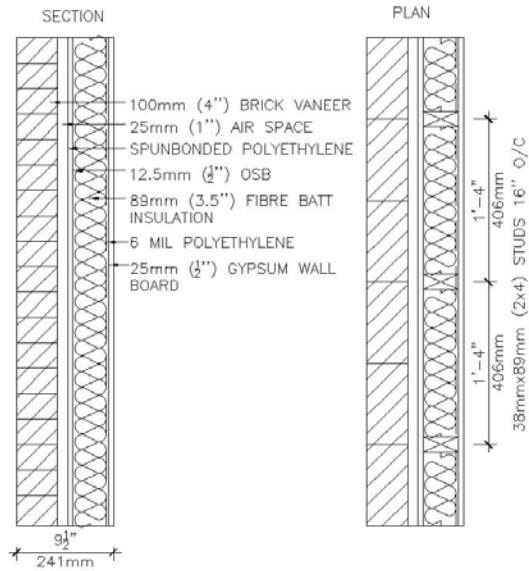 SECTION
PLAN
100mm (4") BRICK VANEER
25mm (1") AIR SPACE
SPUNBONDED POLYETHYLENE
12.5mm (½") OSB
89mm (3.5") FIBRE BATT
INSULATION
6 MIL POLYETHYLENE
25mm (½") GYPSUM WALL
BOARD
9½"
241mm
1'-4"
406mm
1'-4"
406mm
38mmx89mm (2x4) STUDS 16" O/C